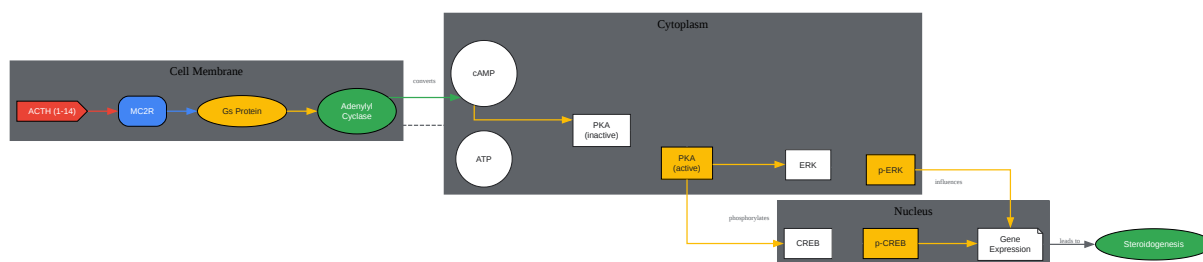 Cytoplasm
Cell Membrane
cAMP
converts
ACTH (1-14)
MC2R
Gs Protein
Adenylyl
Cyclase
PKA
(inactive)
ATP
PKA
(active)
ERK
p-ERK
influences
Nucleus
phosphorylates
CREB
p-CREB
Gene
Expression
leads to
Steroidogenesis